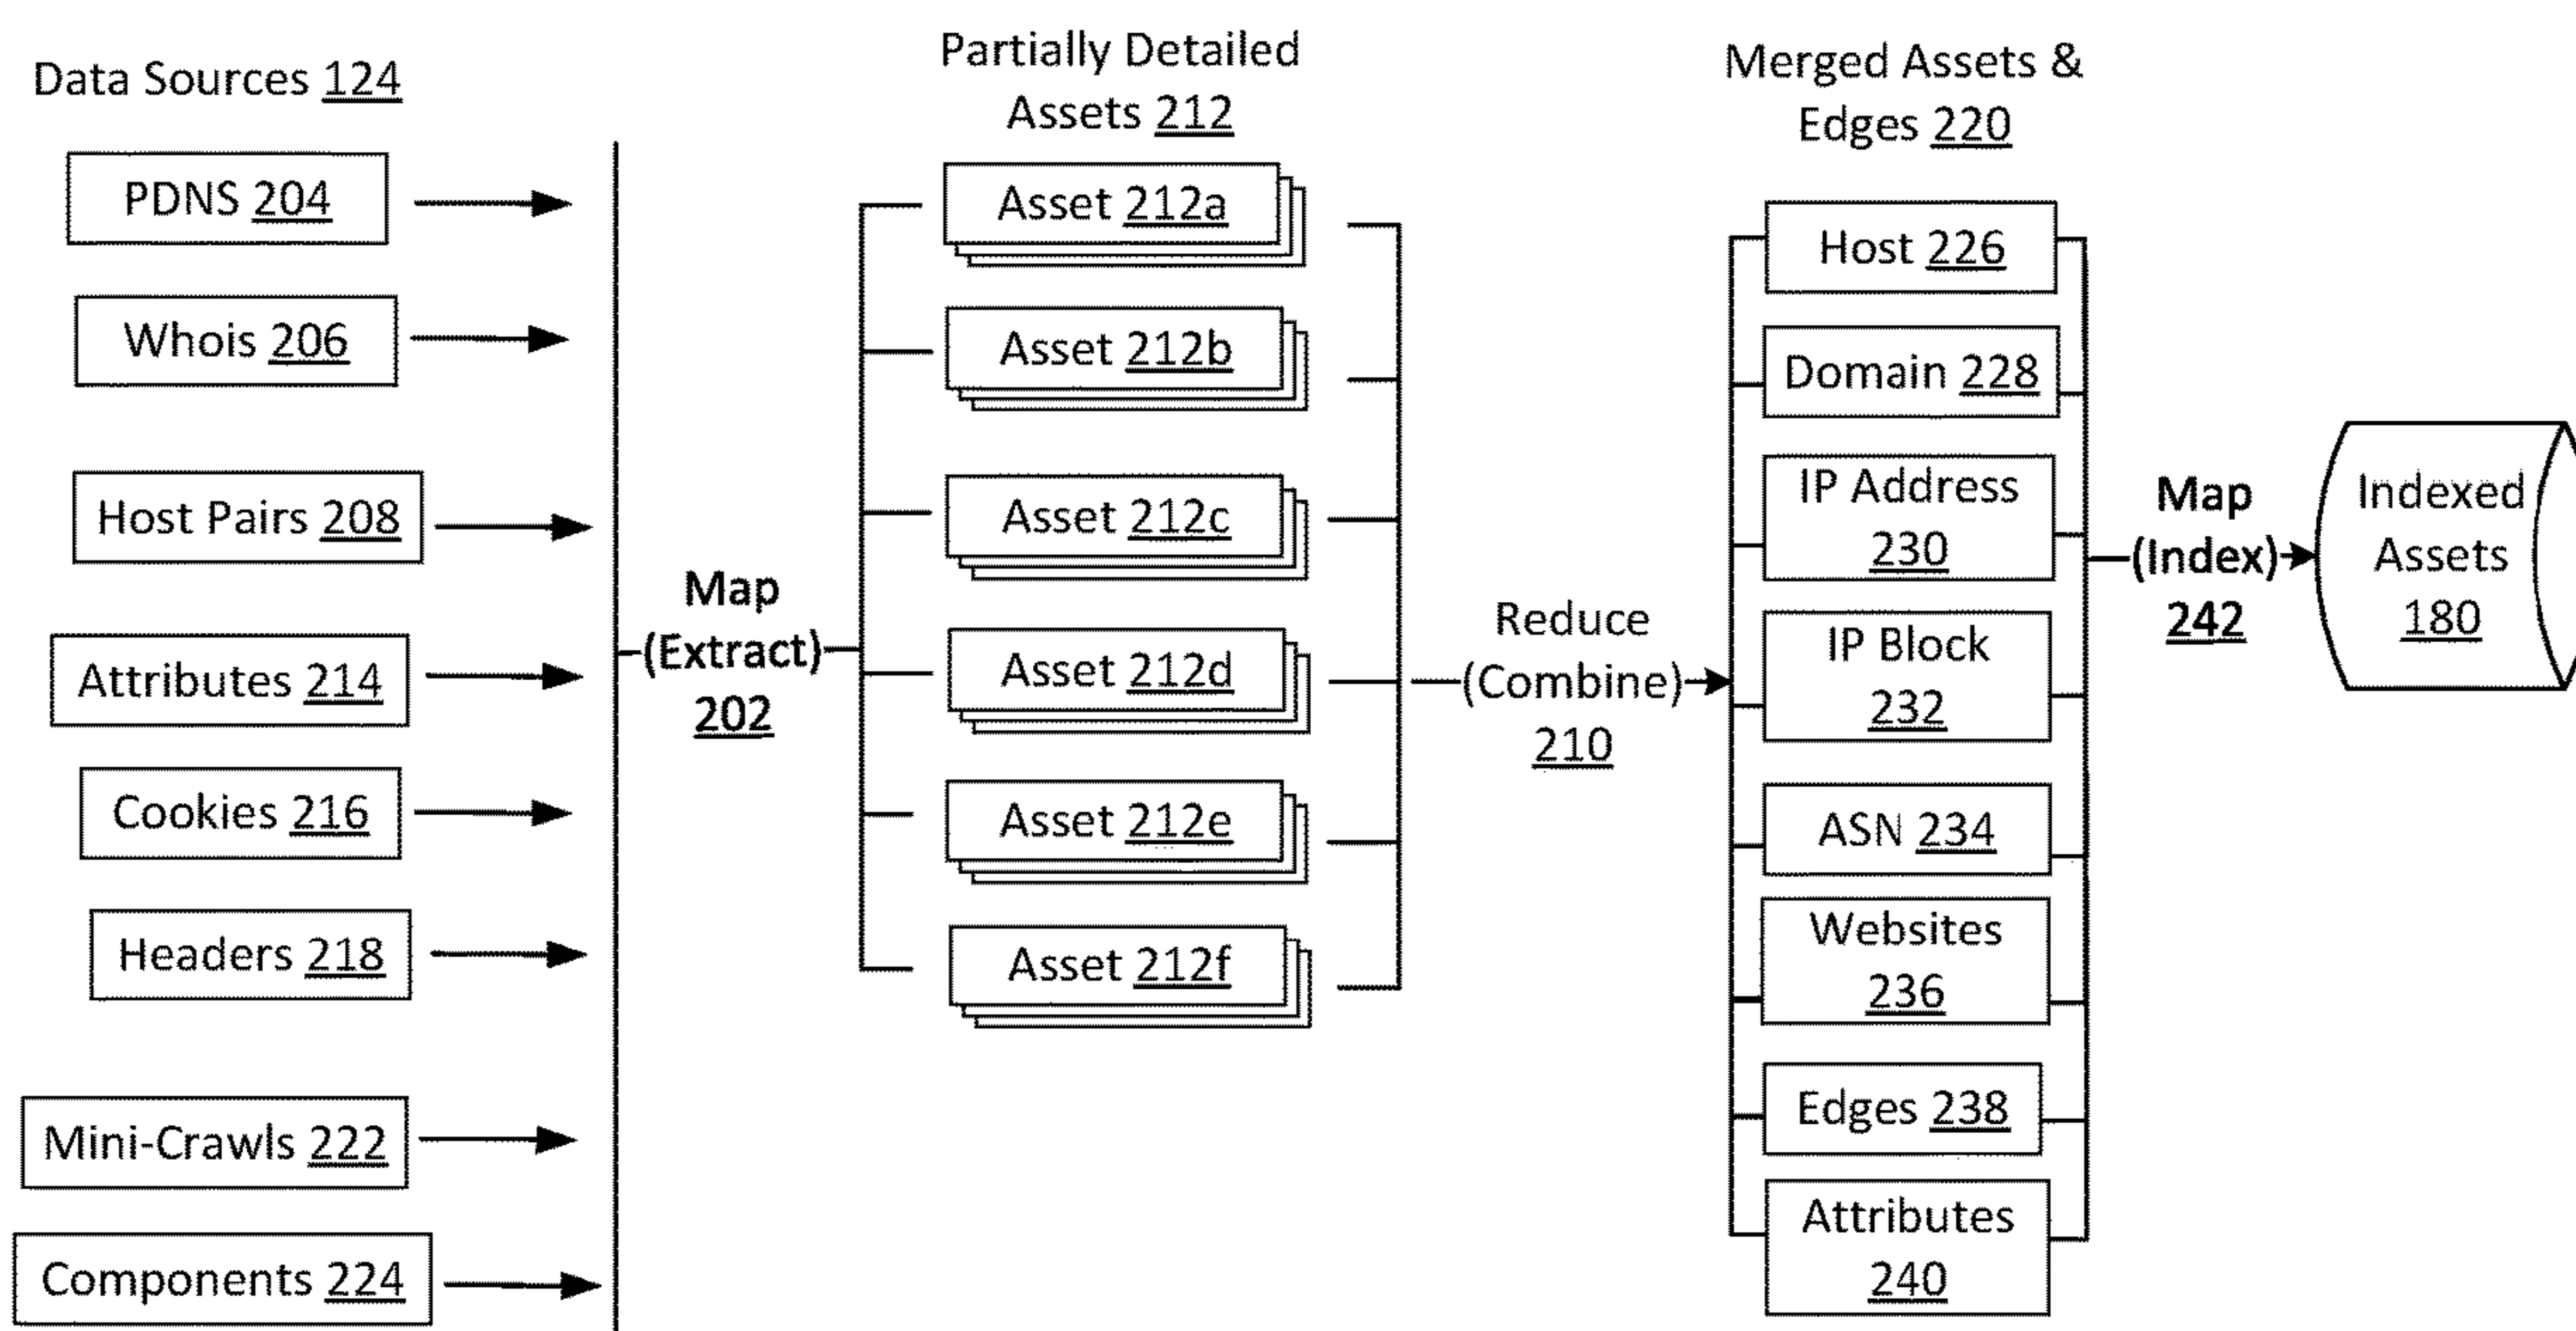 Data Sources 124
PDNS 204
Whois 206
Host Pairs 208
Attributes 214
Cookies 216
Headers 218
Mini-Crawls 222
Components 224
Map
(Extract)
202
Partially Detailed
Assets 212
Asset 212a
Asset 212b
Asset 212c
Asset 212d
Asset 212e
Asset 212f
Reduce
(Combine)
210
Merged Assets &
Edges 220
Host 226
Domain 228
IP Address
230
IP Block
232
ASN 234
Websites
236
Edges 238
Attributes
240
Map
(Index)
242
Indexed
Assets
180